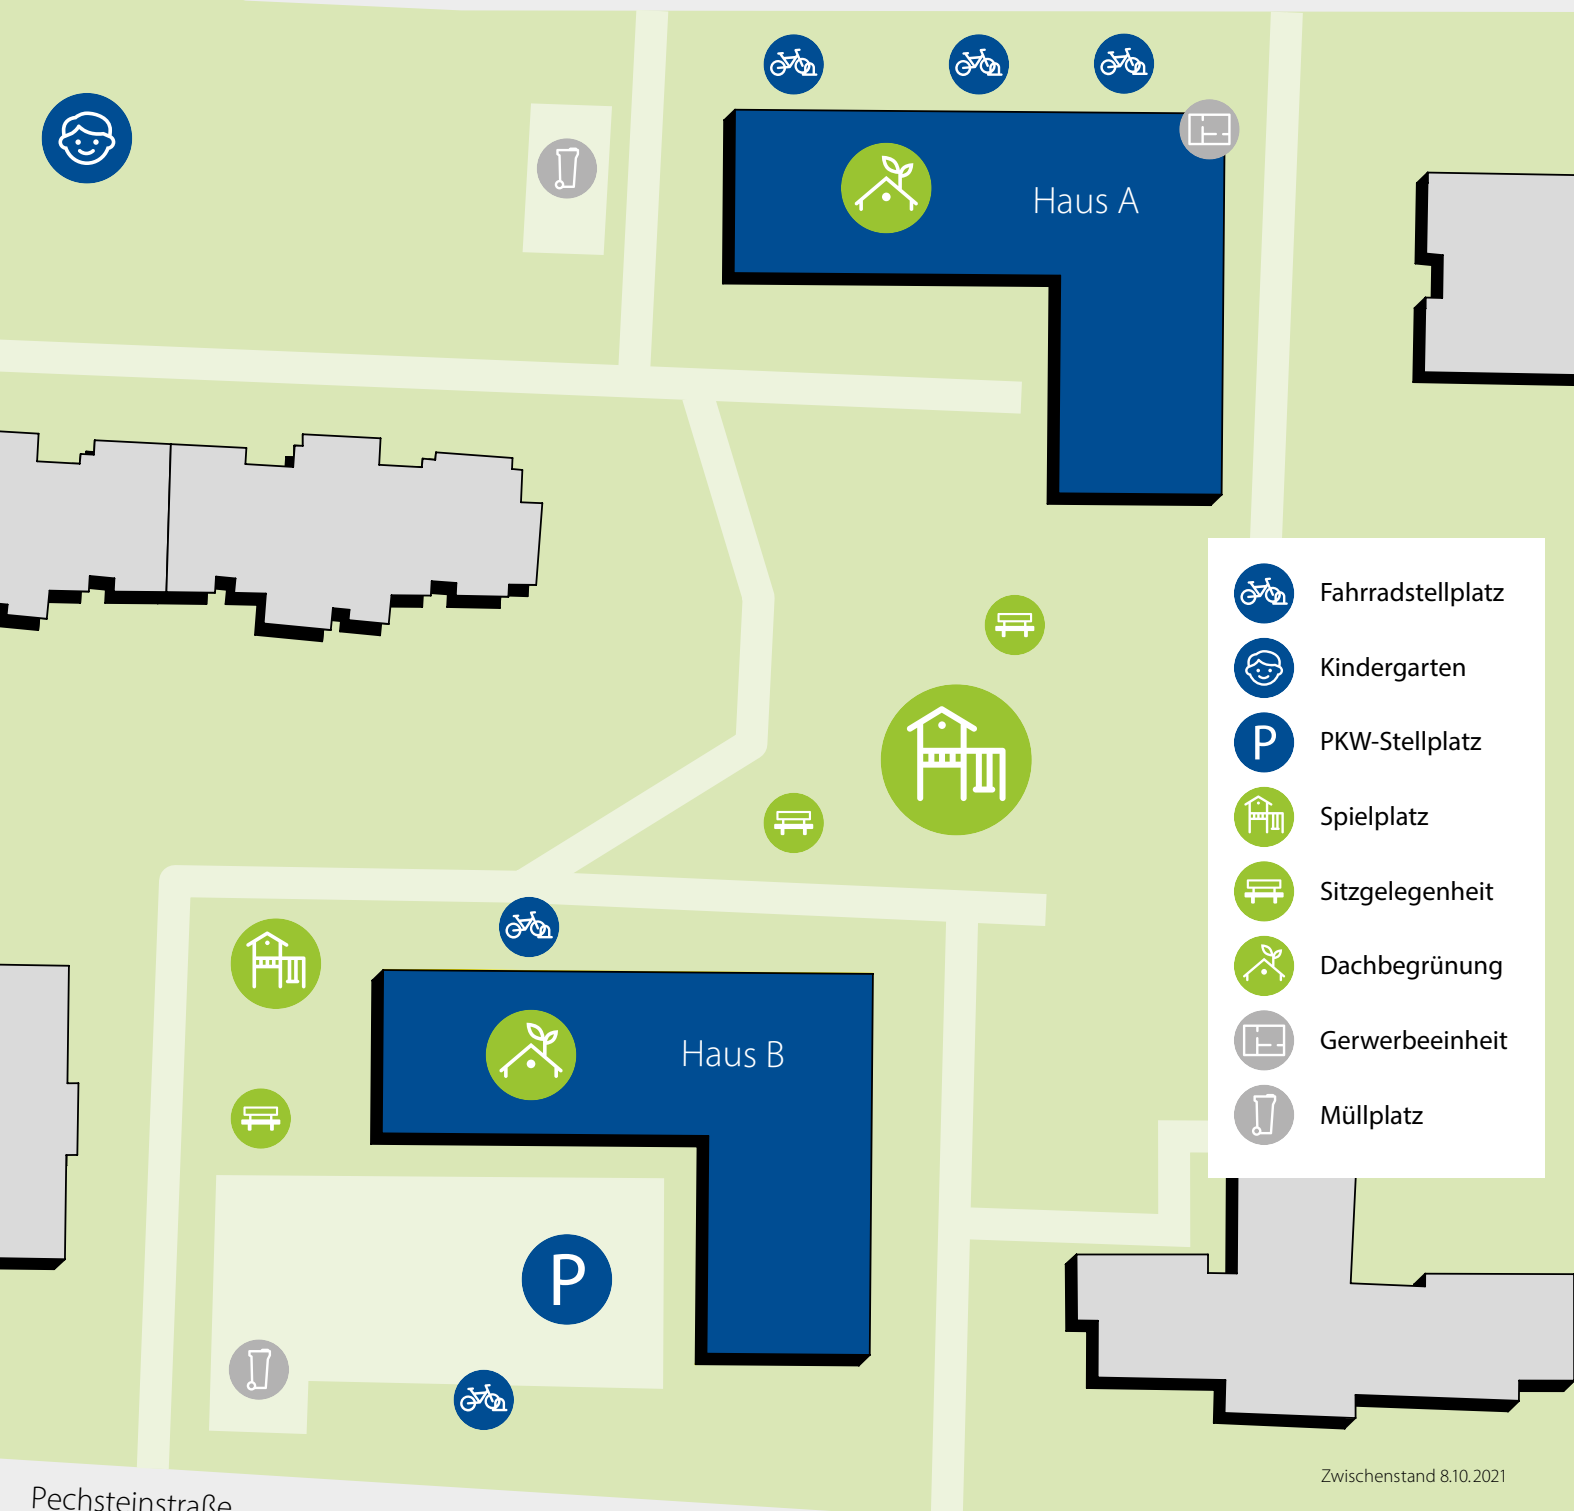 Haus A
Fahrradstellplatz
Kindergarten
P PKW-Stellplatz
Spielplatz
Sitzgelegenheit
Dachbegrünung
Gerwerbeeinheit
Müllplatz
Haus B
P
Zwischenstand 8.10.2021
Pechsteinstraße